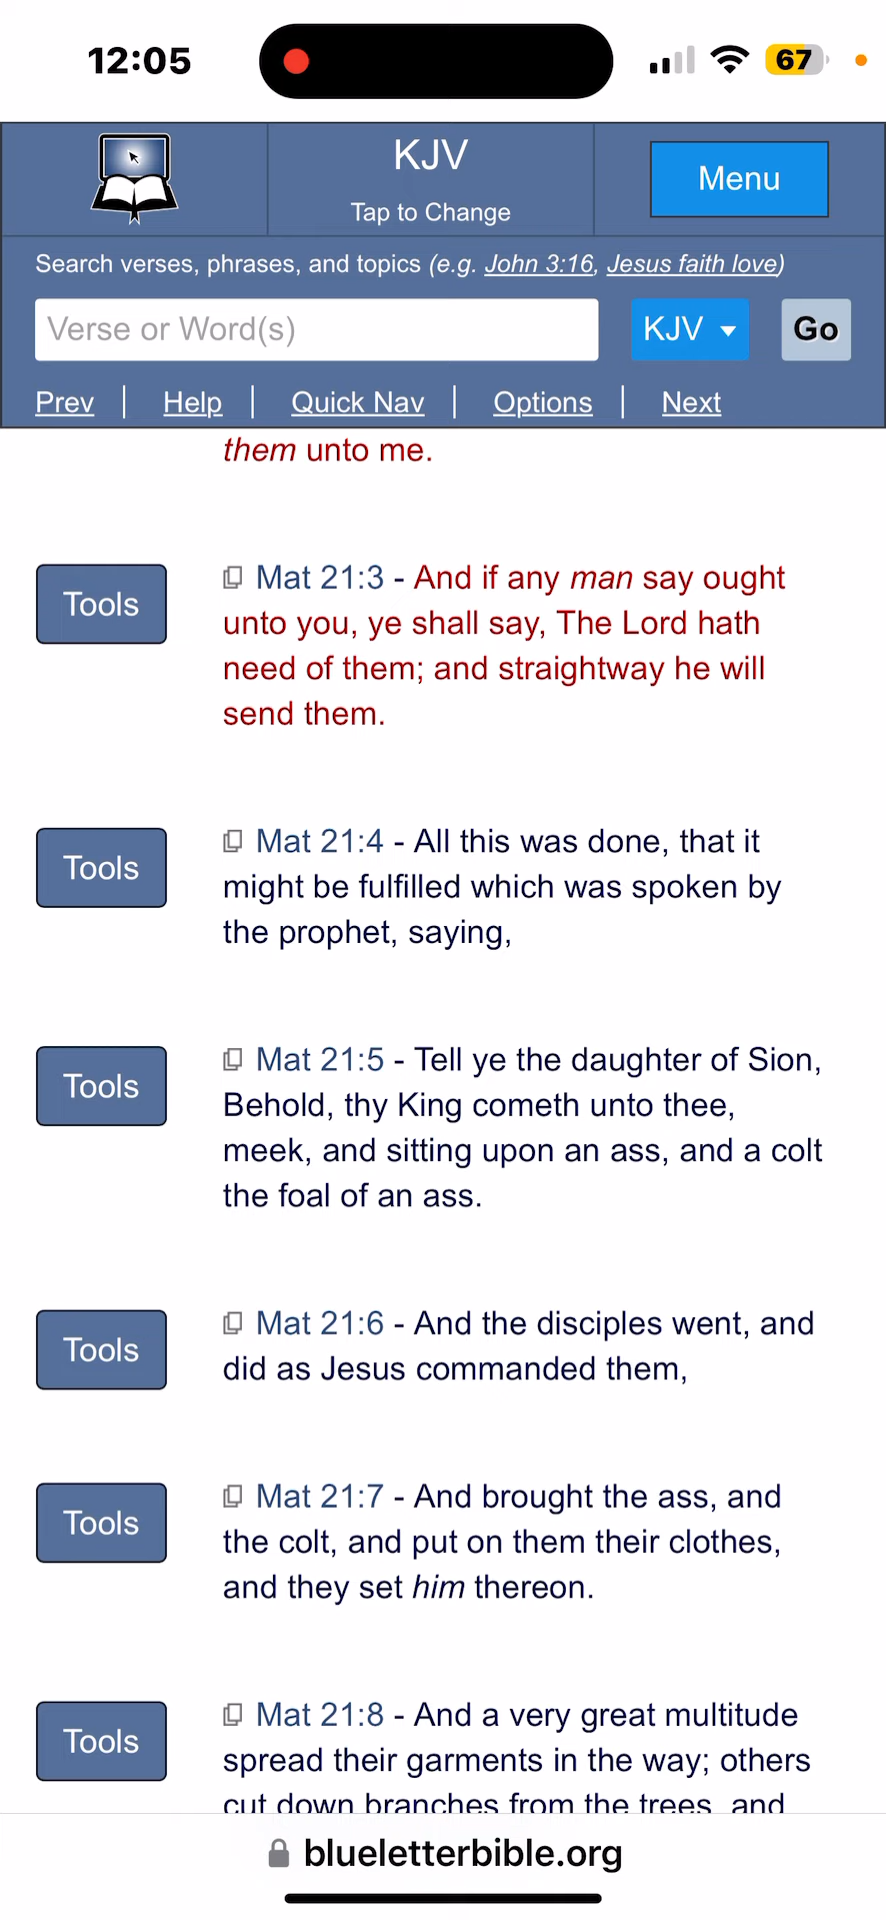 12:05
67
KJV
Tap to Change
Menu
Search verses, phrases, and topics (e.g. John 3:16, Jesus faith love)
Verse or Word(s)
KJV
Go
Prev | Help | Quick Nav | Options | Next
them unto me.
Tools
Mat 21:3 - And if any man say ought
unto you, ye shall say, The Lord hath
need of them; and straightway he will
send them.
Tools
Mat 21:4 - All this was done, that it
might be fulfilled which was spoken by
the prophet, saying,
Tools
Mat 21:5 - Tell ye the daughter of Sion,
Behold, thy King cometh unto thee,
meek, and sitting upon an ass, and a colt
the foal of an ass.
Tools
Mat 21:6 - And the disciples went, and
did as Jesus commanded them,
Tools
Mat 21:7 - And brought the ass, and
the colt, and put on them their clothes,
and they set him thereon.
Tools
Mat 21:8 - And a very great multitude
spread their garments in the way; others
cut down branches from the trees, and
blueletterbible.org